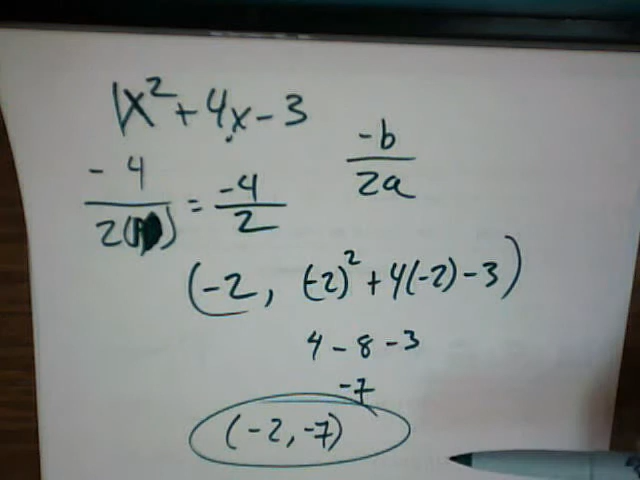 1x² + 4x - 3
-b/2a
-4/2(1) = -4/2
(-2, (-2)² + 4(-2) - 3)
4 - 8 - 3
-7
(-2, -7)